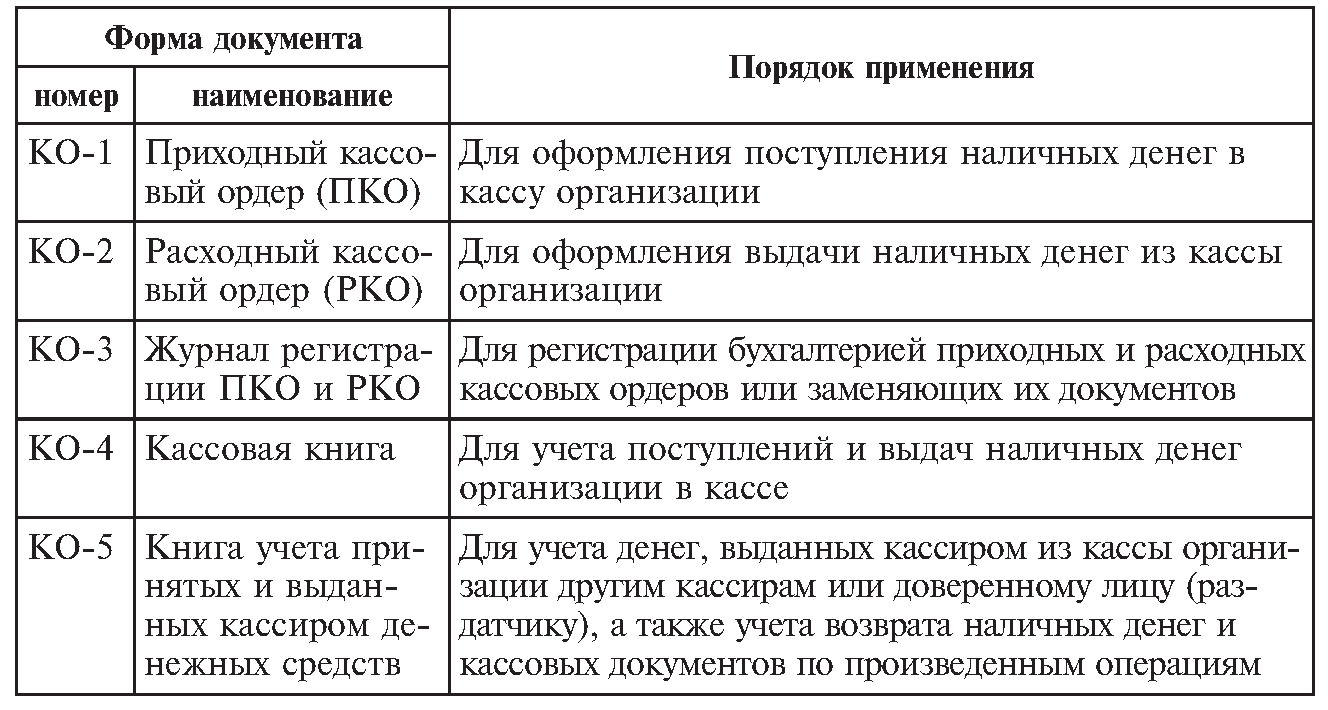 Форма документа
Порядок применения
номер
наименование
КО-1
Приходный кассо-
вый ордер (ПКО)
Для оформления поступления наличных денег в
кассу организации
КО-2
Расходный кассо-
вый ордер (РКО)
Для оформления выдачи наличных денег из кассы
организации
КО-3
Журнал регистра-
ции ПКО и РКО
Для регистрации бухгалтерией приходных и расходных
кассовых ордеров или заменяющих их документов
КО-4
Кассовая книга
Для учета поступлений и выдач наличных денег
организации в кассе
КО-5
Книга учета при-
нятых и выдан-
ных кассиром де-
нежных средств
Для учета денег, выданных кассиром из кассы органи-
зации другим кассирам или доверенному лицу (раз-
датчику), а также учета возврата наличных денег и
кассовых документов по произведенным операциям